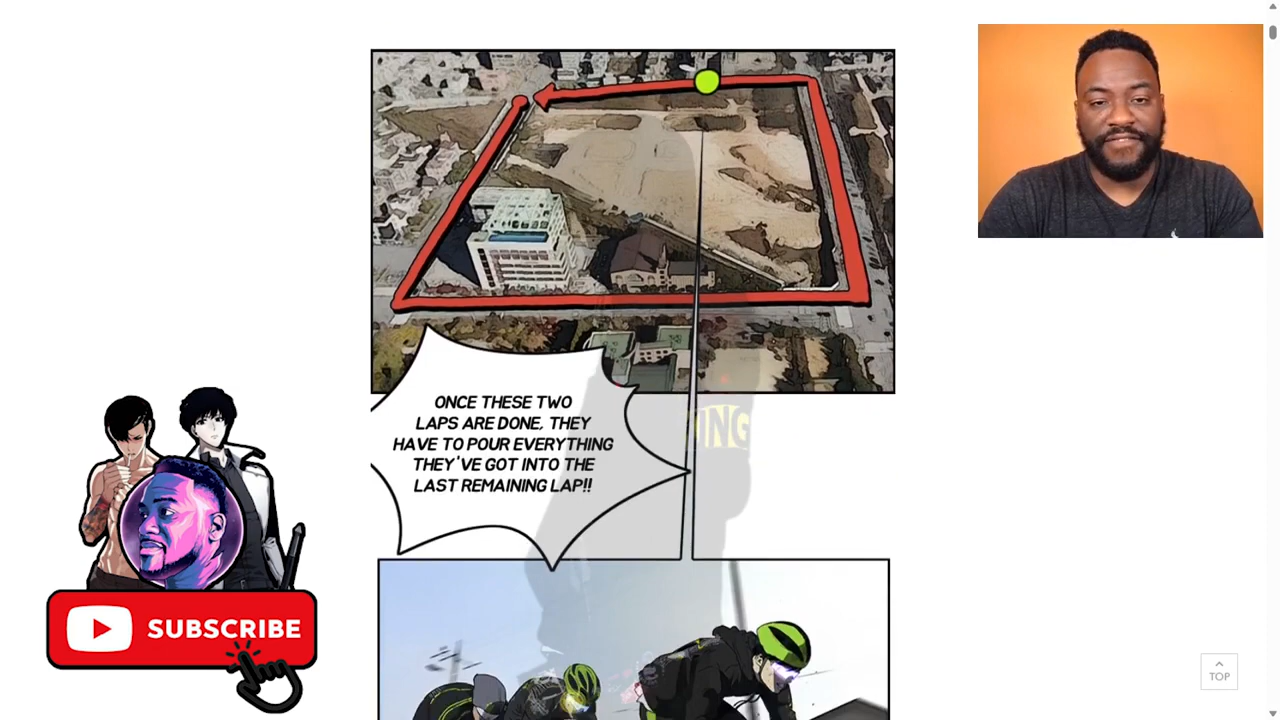 ONCE THESE TWO
LAPS ARE DONE, THEY
HAVE TO POUR EVERYTHING
THEY'VE GOT INTO THE
LAST REMAINING LAP!!
ING
SUBSCRIBE
TOP